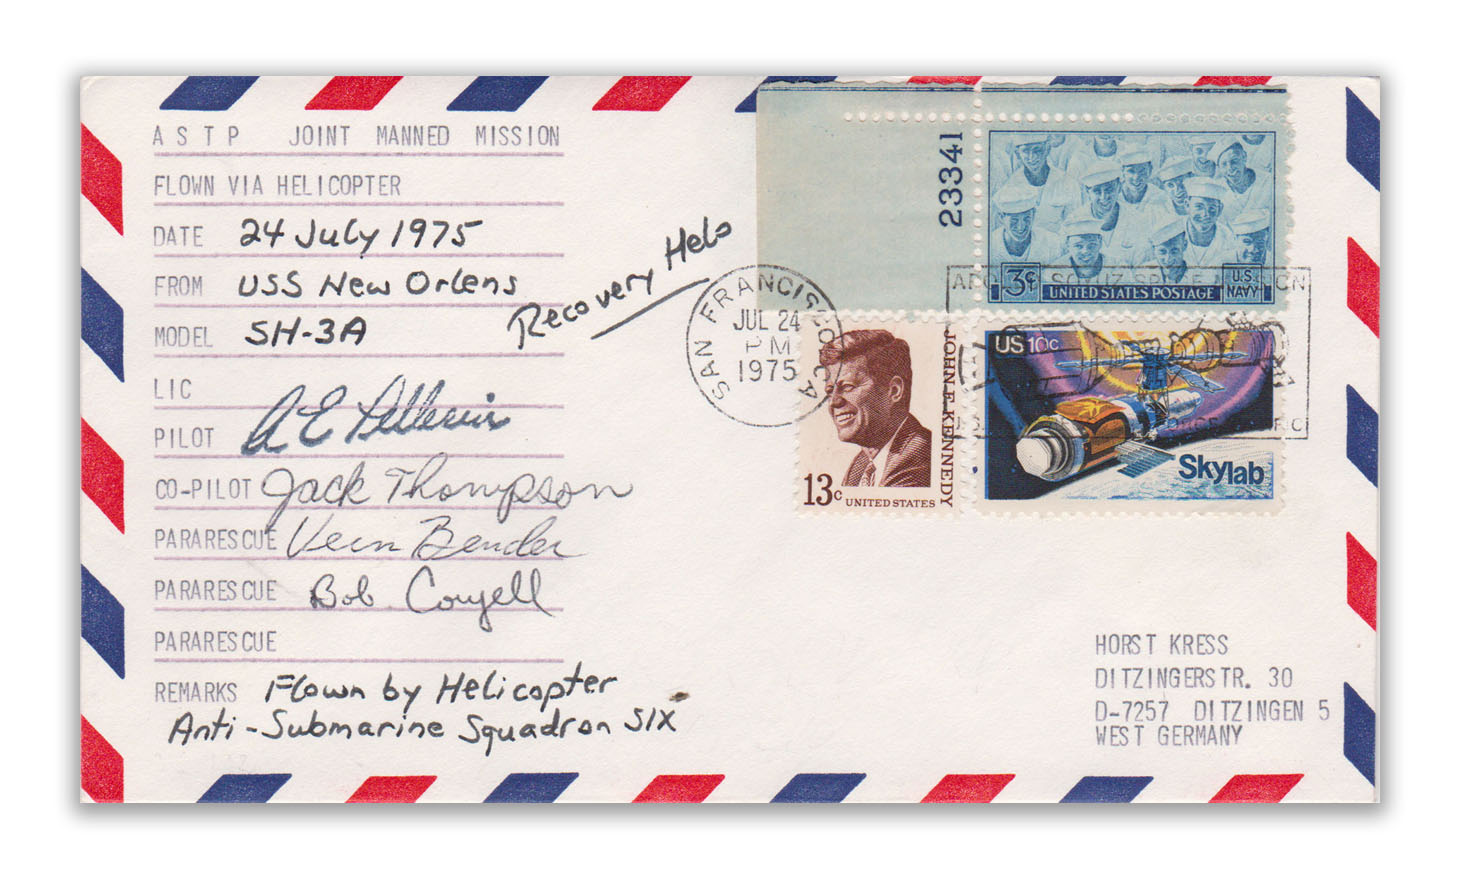 ASTP JOINT MANNED MISSION
FLOWN VIA HELICOPTER
DATE 24 July 1975
FROM USS New Orlens
MODEL SH-3A
Recovery Helo
LIC
PILOT A E Pellerin
CO-PILOT Jack Thompson
PARARESCUE Vern Bender
PARARESCUE Bob Coryell
PARARESCUE
REMARKS Flown by Helicopter
Anti-Submarine Squadron SIX
23341
3¢
UNITED STATES POSTAGE
U.S.
NAVY
SAN FRANCISCO CA
JUL 24
PM
1975
JOHN F. KENNEDY
13c UNITED STATES
US 10c
Skylab
HORST KRESS
DITZINGERSTR. 30
D-7257 DITZINGEN 5
WEST GERMANY